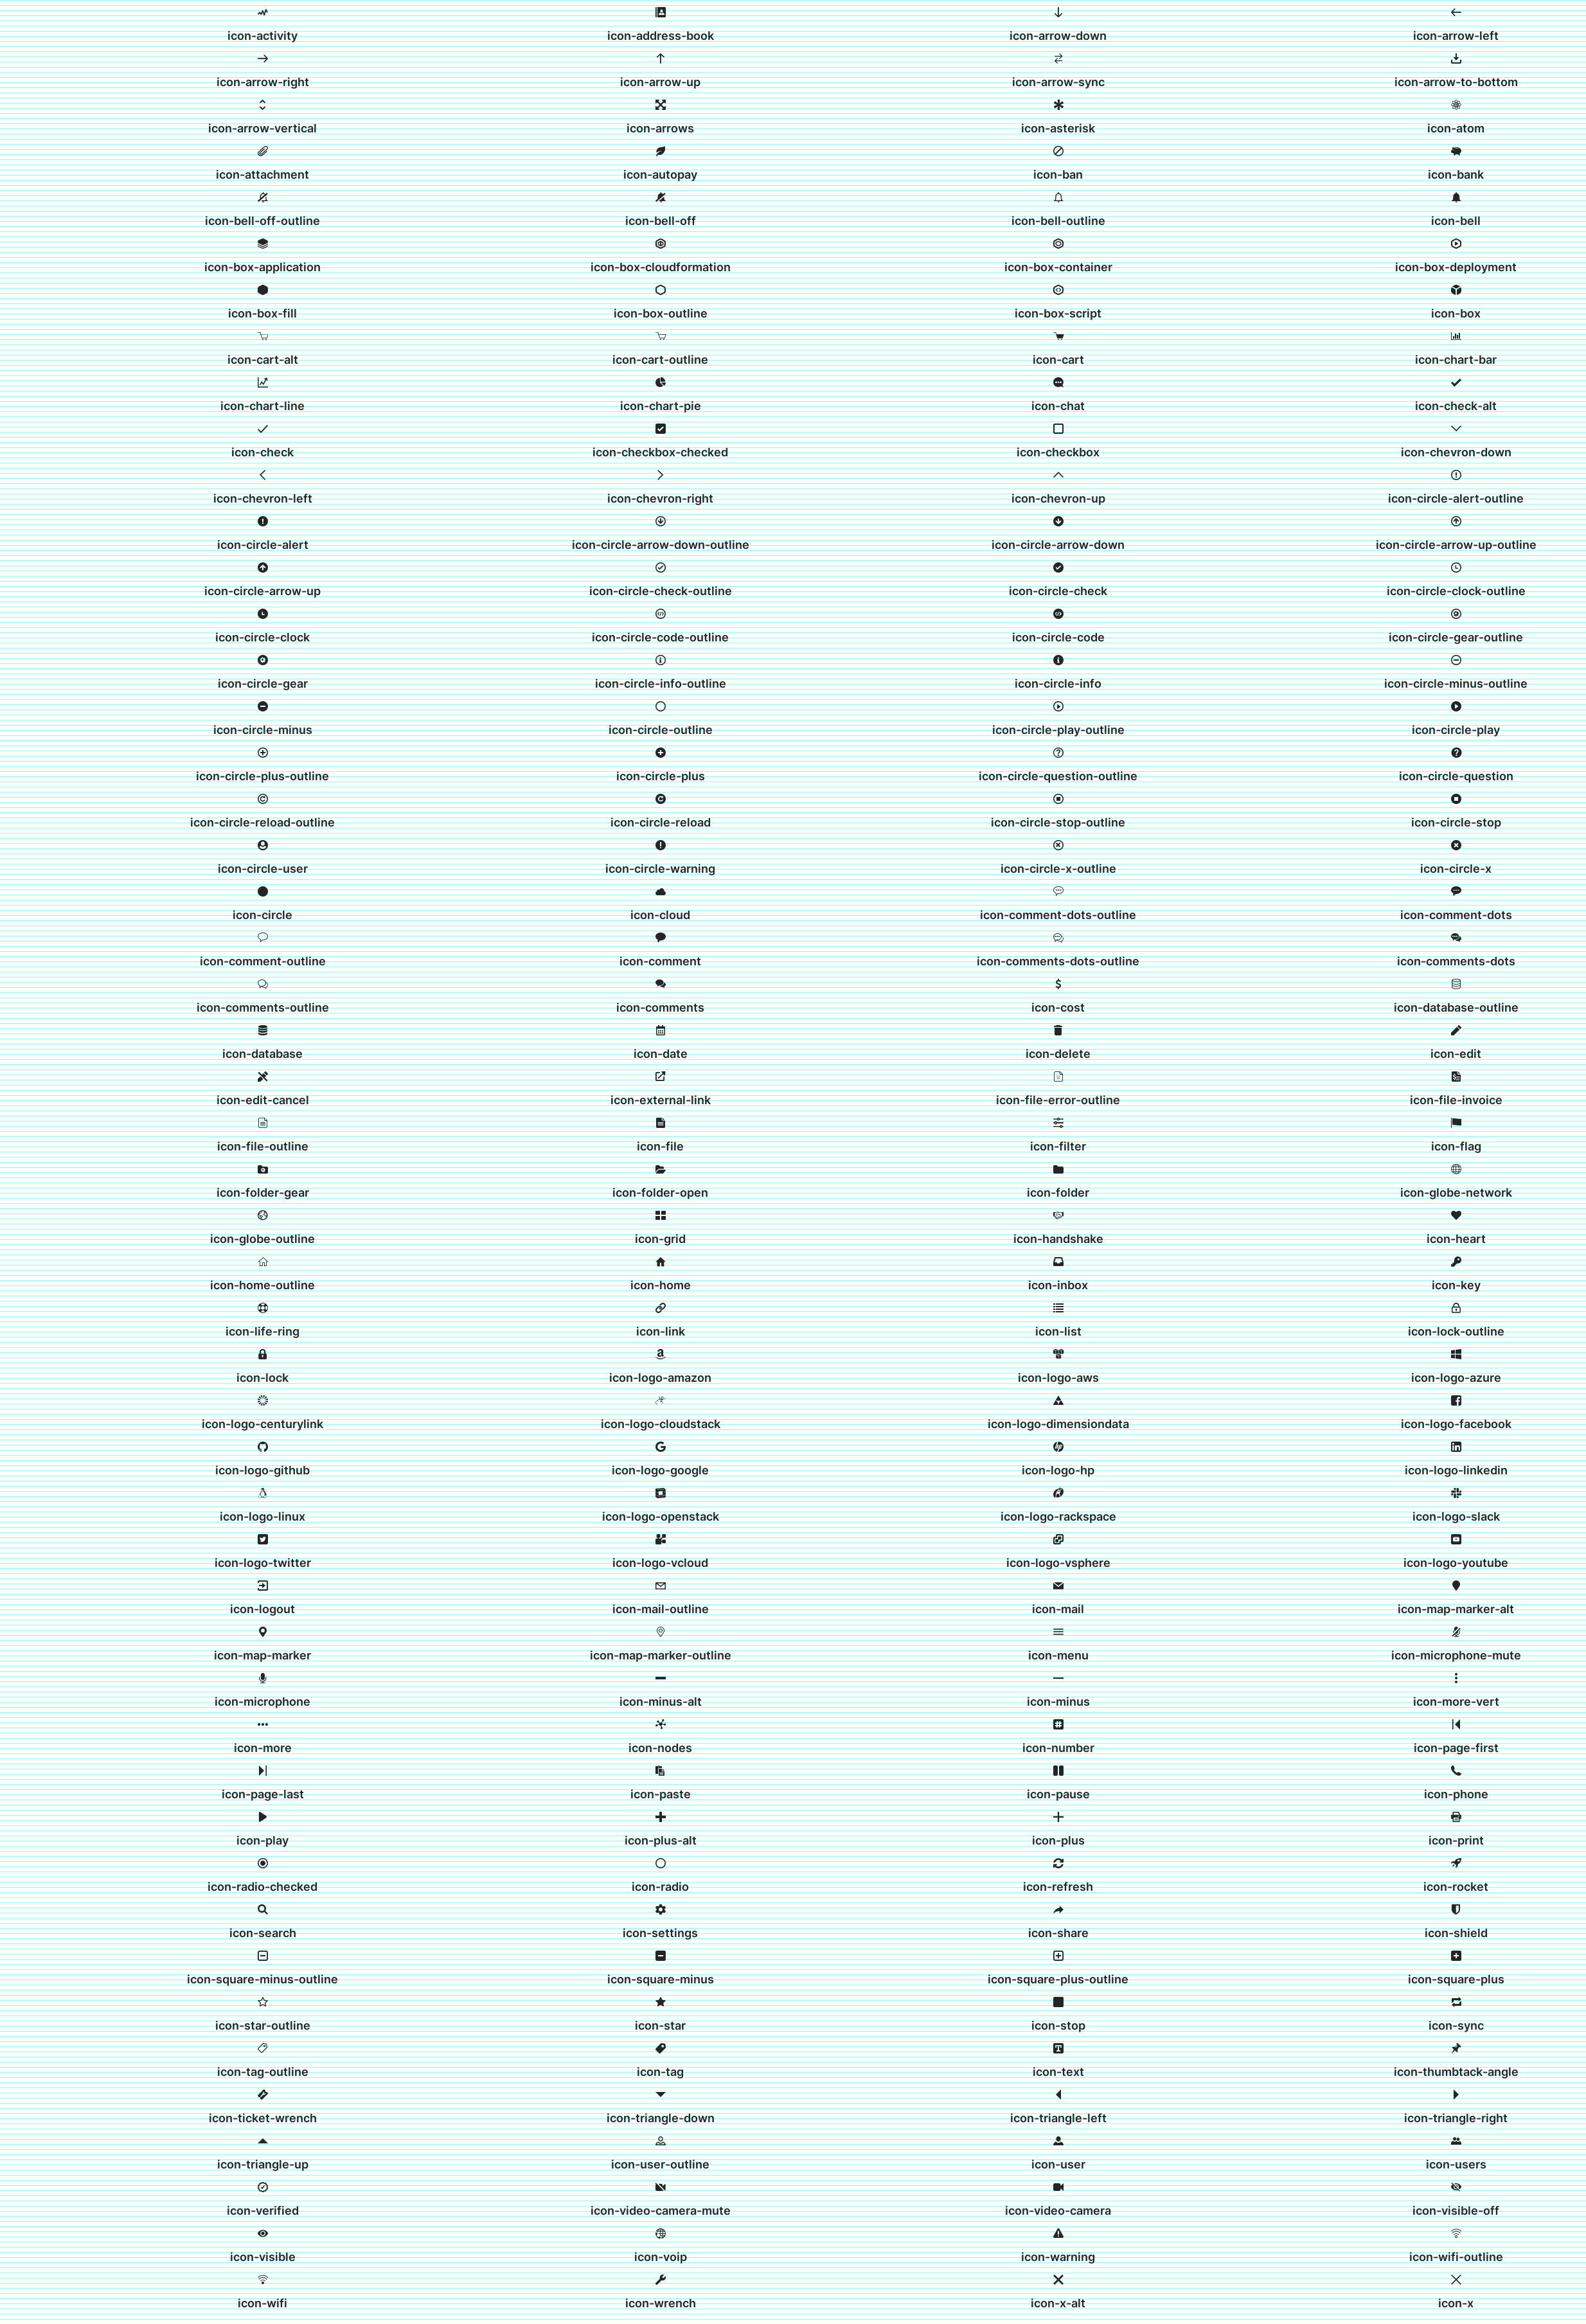 icon-activity icon-address-book icon-arrow-down icon-arrow-left
icon-arrow-right icon-arrow-up icon-arrow-sync icon-arrow-to-bottom
icon-arrow-vertical icon-arrows icon-asterisk icon-atom
icon-attachment icon-autopay icon-ban icon-bank
icon-bell-off-outline icon-bell-off icon-bell-outline icon-bell
icon-box-application icon-box-cloudformation icon-box-container icon-box-deployment
icon-box-fill icon-box-outline icon-box-script icon-box
icon-cart-alt icon-cart-outline icon-cart icon-chart-bar
icon-chart-line icon-chart-pie icon-chat icon-check-alt
icon-check icon-checkbox-checked icon-checkbox icon-chevron-down
icon-chevron-left icon-chevron-right icon-chevron-up icon-circle-alert-outline
icon-circle-alert icon-circle-arrow-down-outline icon-circle-arrow-down icon-circle-arrow-up-outline
icon-circle-arrow-up icon-circle-check-outline icon-circle-check icon-circle-clock-outline
icon-circle-clock icon-circle-code-outline icon-circle-code icon-circle-gear-outline
icon-circle-gear icon-circle-info-outline icon-circle-info icon-circle-minus-outline
icon-circle-minus icon-circle-outline icon-circle-play-outline icon-circle-play
icon-circle-plus-outline icon-circle-plus icon-circle-question-outline icon-circle-question
icon-circle-reload-outline icon-circle-reload icon-circle-stop-outline icon-circle-stop
icon-circle-user icon-circle-warning icon-circle-x-outline icon-circle-x
icon-circle icon-cloud icon-comment-dots-outline icon-comment-dots
icon-comment-outline icon-comment icon-comments-dots-outline icon-comments-dots
icon-comments-outline icon-comments icon-cost icon-database-outline
icon-database icon-date icon-delete icon-edit
icon-edit-cancel icon-external-link icon-file-error-outline icon-file-invoice
icon-file-outline icon-file icon-filter icon-flag
icon-folder-gear icon-folder-open icon-folder icon-globe-network
icon-globe-outline icon-grid icon-handshake icon-heart
icon-home-outline icon-home icon-inbox icon-key
icon-life-ring icon-link icon-list icon-lock-outline
icon-lock icon-logo-amazon icon-logo-aws icon-logo-azure
icon-logo-centurylink icon-logo-cloudstack icon-logo-dimensiondata icon-logo-facebook
icon-logo-github icon-logo-google icon-logo-hp icon-logo-linkedin
icon-logo-linux icon-logo-openstack icon-logo-rackspace icon-logo-slack
icon-logo-twitter icon-logo-vcloud icon-logo-vsphere icon-logo-youtube
icon-logout icon-mail-outline icon-mail icon-map-marker-alt
icon-map-marker icon-map-marker-outline icon-menu icon-microphone-mute
icon-microphone icon-minus-alt icon-minus icon-more-vert
icon-more icon-nodes icon-number icon-page-first
icon-page-last icon-paste icon-pause icon-phone
icon-play icon-plus-alt icon-plus icon-print
icon-radio-checked icon-radio icon-refresh icon-rocket
icon-search icon-settings icon-share icon-shield
icon-square-minus-outline icon-square-minus icon-square-plus-outline icon-square-plus
icon-star-outline icon-star icon-stop icon-sync
icon-tag-outline icon-tag icon-text icon-thumbtack-angle
icon-ticket-wrench icon-triangle-down icon-triangle-left icon-triangle-right
icon-triangle-up icon-user-outline icon-user icon-users
icon-verified icon-video-camera-mute icon-video-camera icon-visible-off
icon-visible icon-voip icon-warning icon-wifi-outline
icon-wifi icon-wrench icon-x-alt icon-x